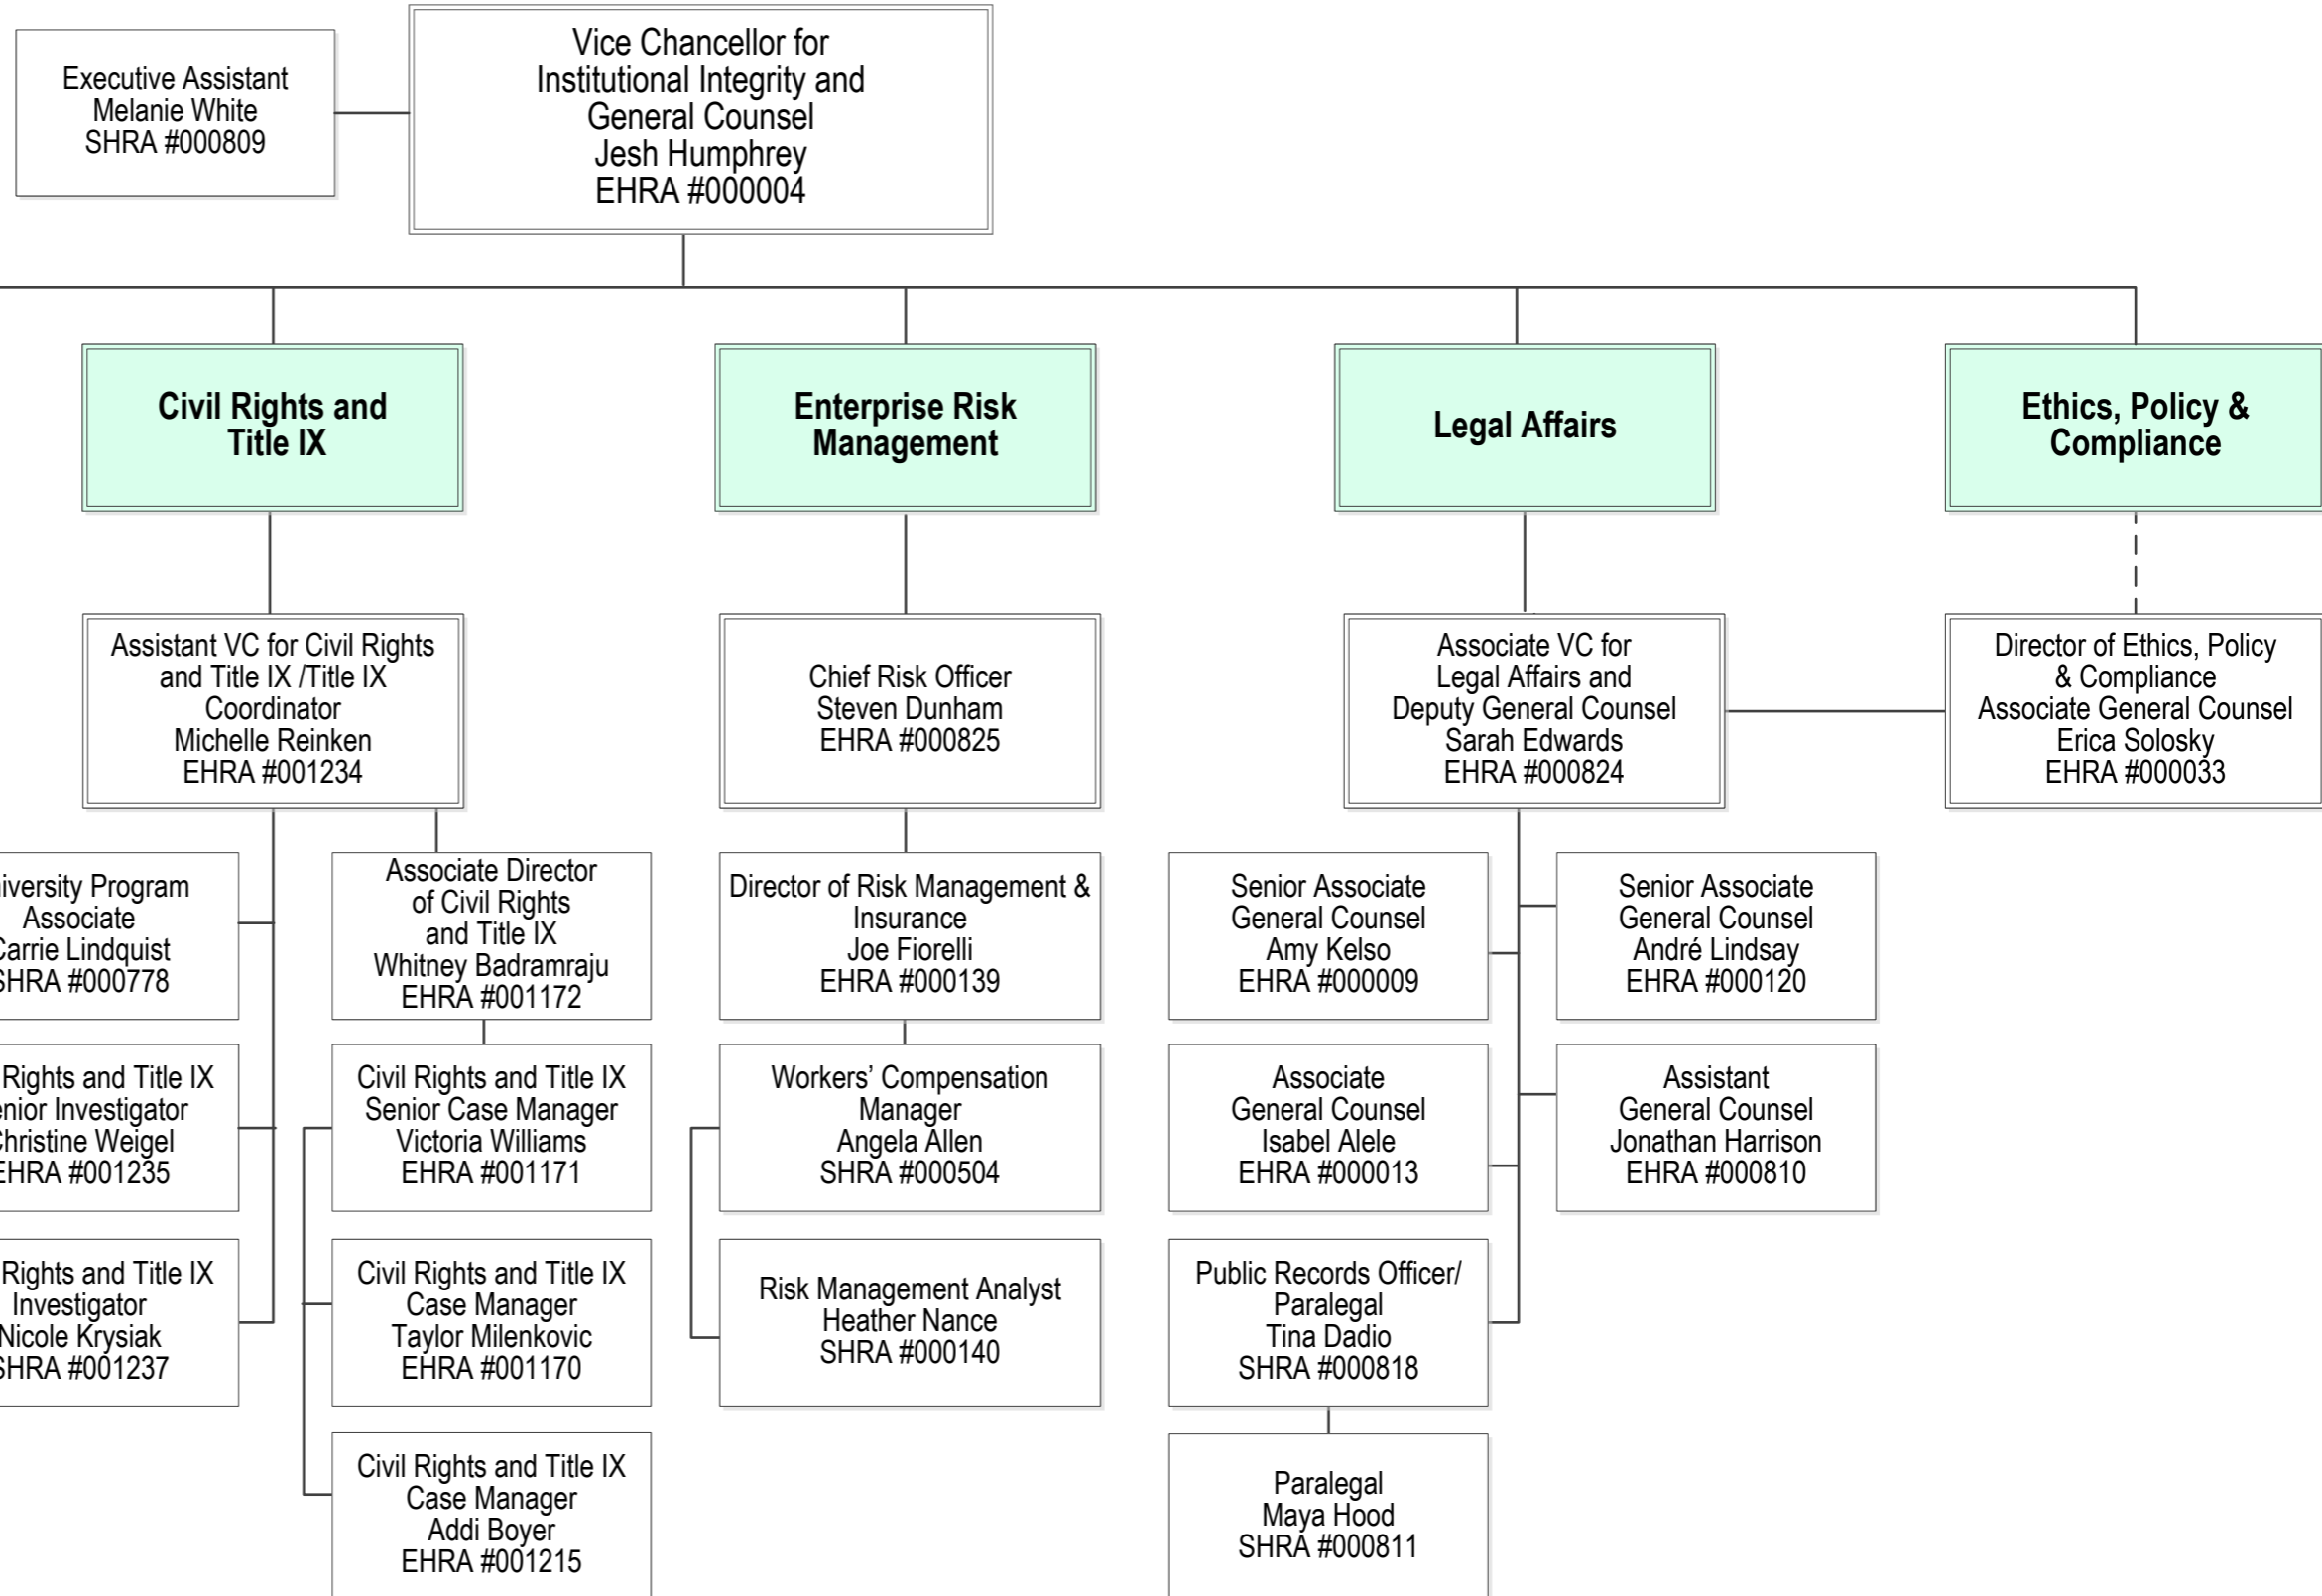 Executive Assistant
Melanie White
SHRA #000809
Vice Chancellor for
Institutional Integrity and
General Counsel
Jesh Humphrey
EHRA #000004
Civil Rights and
Title IX
Enterprise Risk
Management
Legal Affairs
Ethics, Policy &
Compliance
Assistant VC for Civil Rights
and Title IX /Title IX
Coordinator
Michelle Reinken
EHRA #001234
Chief Risk Officer
Steven Dunham
EHRA #000825
Associate VC for
Legal Affairs and
Deputy General Counsel
Sarah Edwards
EHRA #000824
Director of Ethics, Policy
& Compliance
Associate General Counsel
Erica Solosky
EHRA #000033
Program
Associate
Lindquist
#000778
Associate Director
of Civil Rights
and Title IX
Whitney Badramraju
EHRA #001172
Director of Risk Management &
Insurance
Joe Fiorelli
EHRA #000139
Senior Associate
General Counsel
Amy Kelso
EHRA #000009
Senior Associate
General Counsel
André Lindsay
EHRA #000120
Rights and Title IX
Investigator
Weigel
#001235
Civil Rights and Title IX
Senior Case Manager
Victoria Williams
EHRA #001171
Workers’ Compensation
Manager
Angela Allen
SHRA #000504
Associate
General Counsel
Isabel Alele
EHRA #000013
Assistant
General Counsel
Jonathan Harrison
EHRA #000810
Rights and Title IX
Investigator
Nicole Krysiak
#001237
Civil Rights and Title IX
Case Manager
Taylor Milenkovic
EHRA #001170
Risk Management Analyst
Heather Nance
SHRA #000140
Public Records Officer/
Paralegal
Tina Dadio
SHRA #000818
Civil Rights and Title IX
Case Manager
Addi Boyer
EHRA #001215
Paralegal
Maya Hood
SHRA #000811